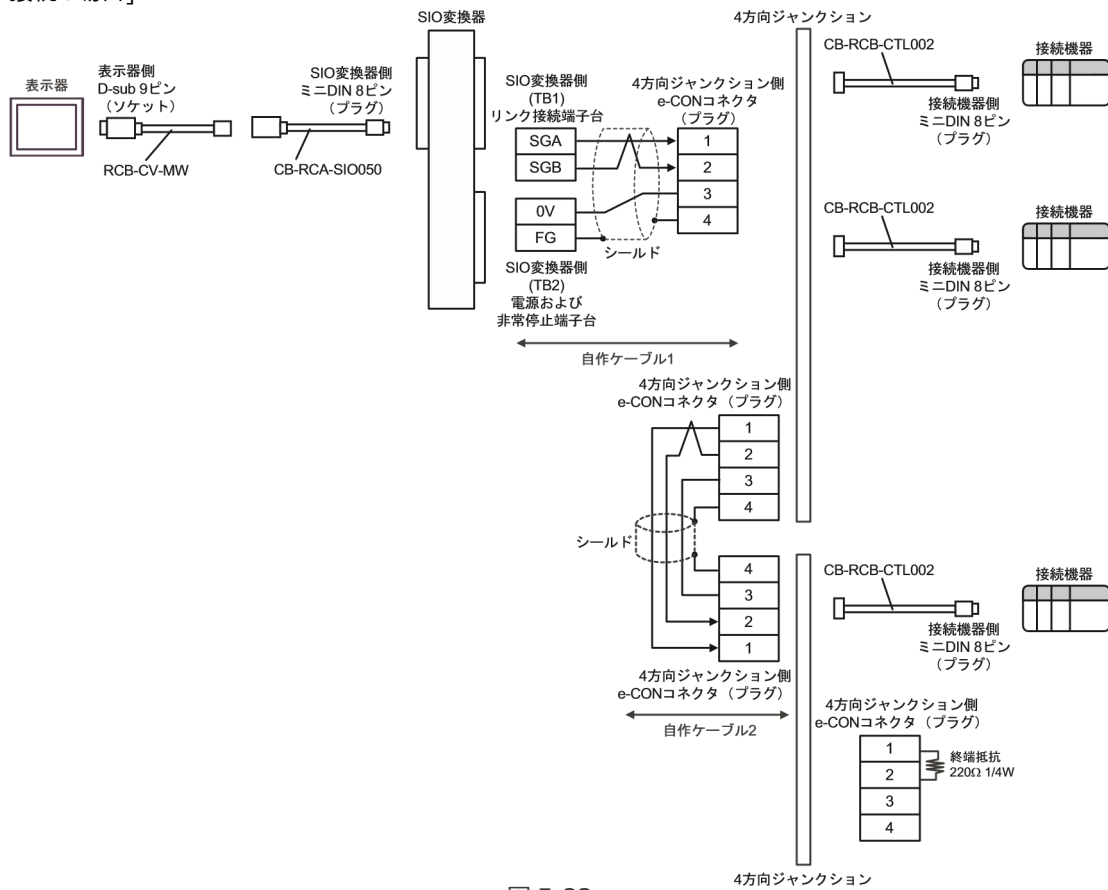 SIO変換器
4方向ジャンクション
表示器
表示器側
D-sub 9ピン
(ソケット)
RCB-CV-MW
SIO変換器側
ミニDIN 8ピン
(プラグ)
CB-RCA-SIO050
SIO変換器側
(TB1)
リンク接続端子台
SGA
SGB
0V
FG
SIO変換器側
(TB2)
電源および
非常停止端子台
シールド
4方向ジャンクション側
e-CONコネクタ
(プラグ)
1
2
3
4
自作ケーブル1
CB-RCB-CTL002
接続機器側
ミニDIN 8ピン
(プラグ)
接続機器
CB-RCB-CTL002
接続機器側
ミニDIN 8ピン
(プラグ)
接続機器
4方向ジャンクション側
e-CONコネクタ(プラグ)
1
2
3
4
シールド
4
3
2
1
4方向ジャンクション側
e-CONコネクタ(プラグ)
自作ケーブル2
CB-RCB-CTL002
接続機器側
ミニDIN 8ピン
(プラグ)
接続機器
4方向ジャンクション側
e-CONコネクタ(プラグ)
1
2
3
4
終端抵抗
220Ω 1/4W
4方向ジャンクション